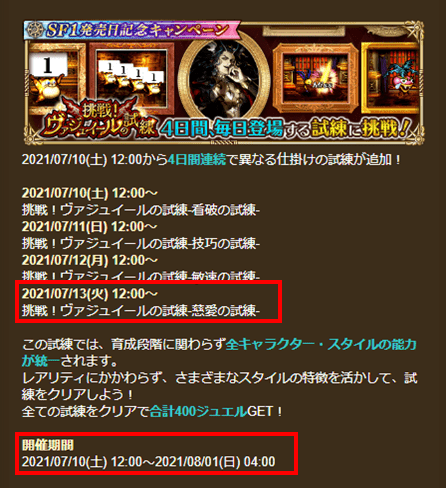 SF1発売日記念キャンペーン
1
1 1 1 1
挑戦！
ヴァジュイールの試練
4日間、毎日登場する試練に挑戦！
2021/07/10(土) 12:00から4日間連続で異なる仕掛けの試練が追加！
2021/07/10(土) 12:00～
挑戦！ヴァジュイールの試練-看破の試練-
2021/07/11(日) 12:00～
挑戦！ヴァジュイールの試練-技巧の試練-
2021/07/12(月) 12:00～
挑戦！ヴァジュイールの試練-敏速の試練-
2021/07/13(火) 12:00～
挑戦！ヴァジュイールの試練-慈愛の試練-
この試練では、育成段階に関わらず全キャラクター・スタイルの能力
が統一されます。
レアリティにかかわらず、さまざまなスタイルの特徴を活かして、試
練をクリアしよう！
全ての試練をクリアで合計400ジュエルGET！
開催期間
2021/07/10(土) 12:00～2021/08/01(日) 04:00